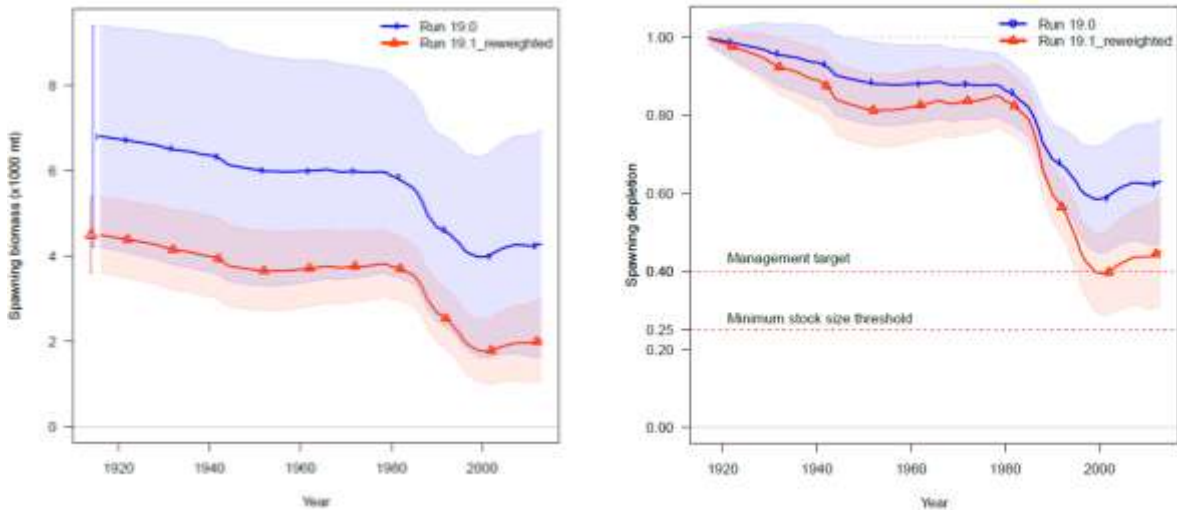 Run 19.0
Run 19.1_reweighted
Spawning biomass (x1000 mt)
8
6
4
2
0
1920
1940
1960
1980
2000
Year
Run 19.0
Run 19.1_reweighted
Spawning depletion
1.00
0.80
0.60
0.40
0.25
0.20
0.00
Management target
Minimum stock size threshold
1920
1940
1960
1980
2000
Year